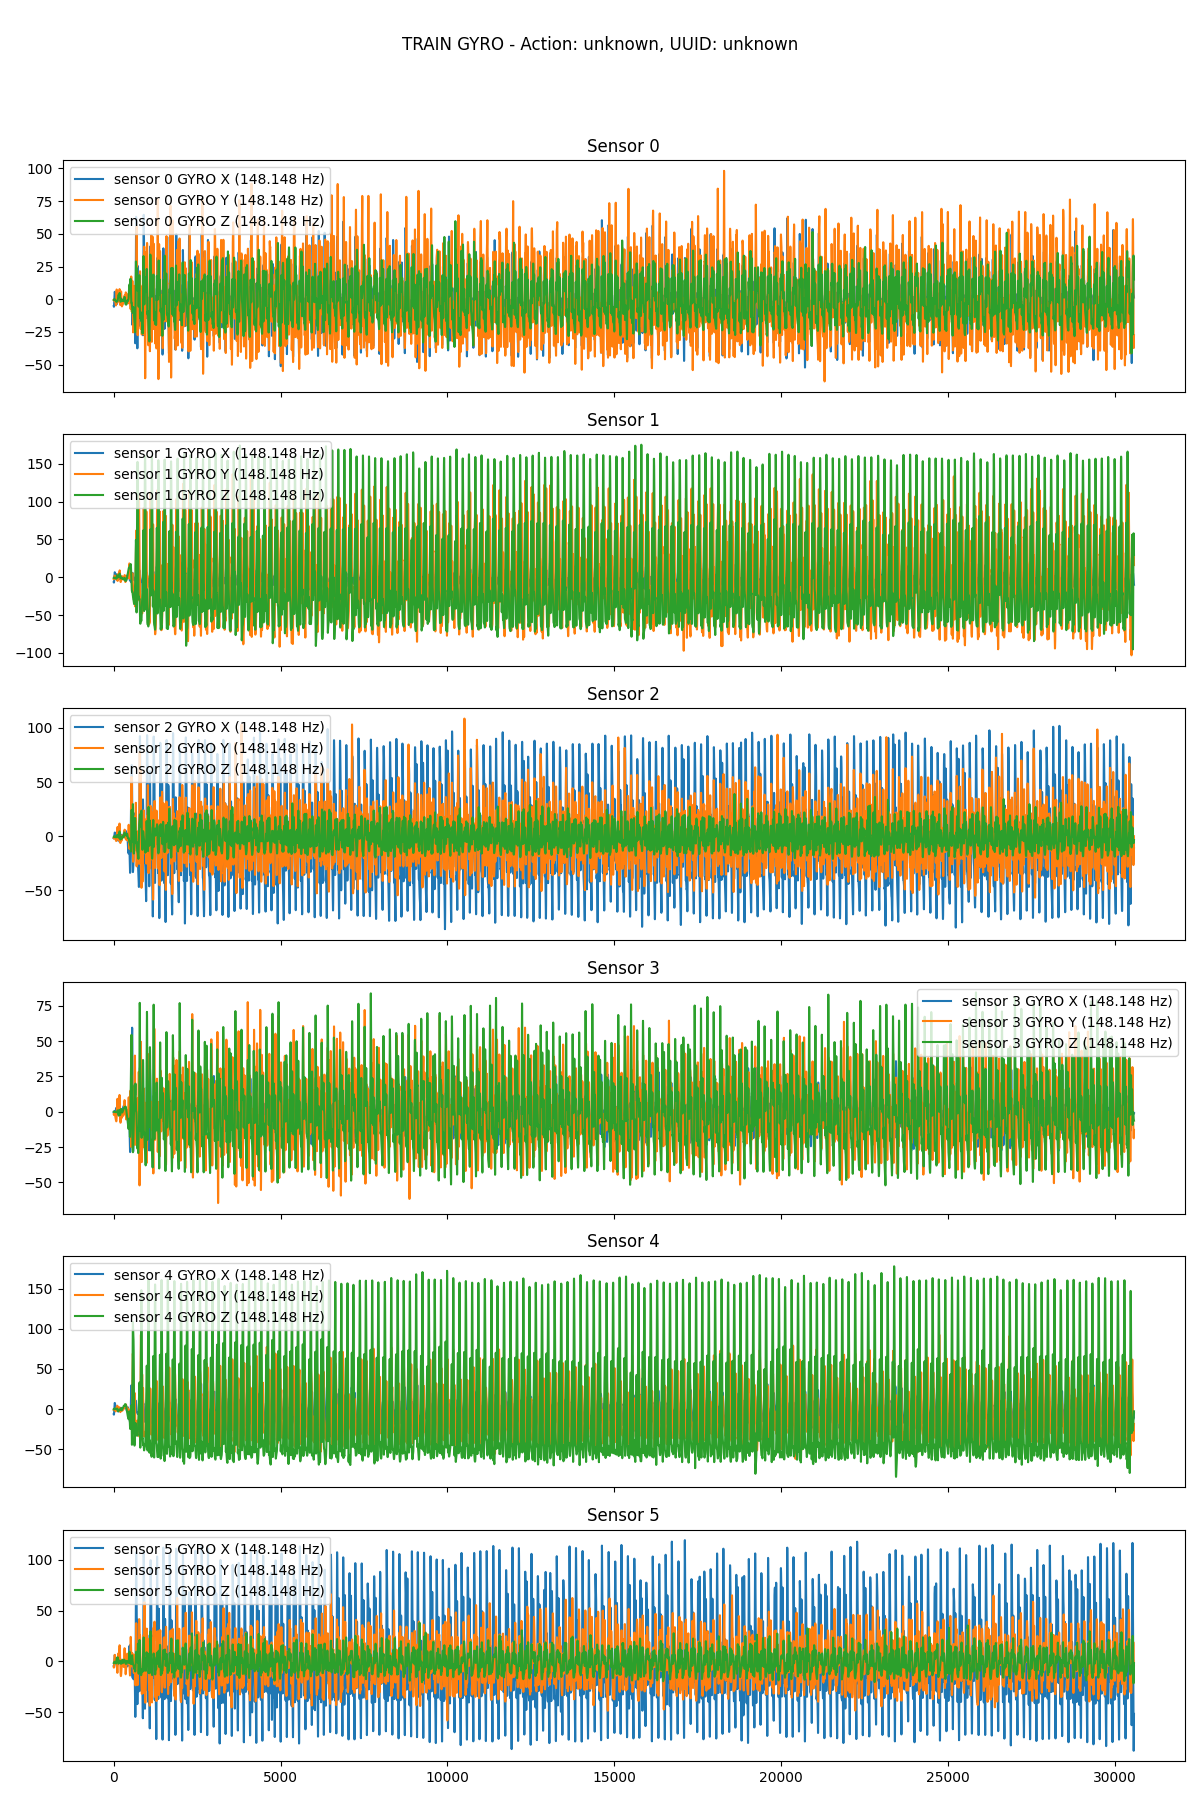 TRAIN GYRO - Action: unknown, UUID: unknown
Sensor 0
100
75
50
25
0
−25
−50
sensor 0 GYRO X (148.148 Hz)
sensor 0 GYRO Y (148.148 Hz)
sensor 0 GYRO Z (148.148 Hz)
Sensor 1
150
100
50
0
−50
−100
sensor 1 GYRO X (148.148 Hz)
sensor 1 GYRO Y (148.148 Hz)
sensor 1 GYRO Z (148.148 Hz)
Sensor 2
100
50
0
−50
sensor 2 GYRO X (148.148 Hz)
sensor 2 GYRO Y (148.148 Hz)
sensor 2 GYRO Z (148.148 Hz)
Sensor 3
75
50
25
0
−25
−50
sensor 3 GYRO X (148.148 Hz)
sensor 3 GYRO Y (148.148 Hz)
sensor 3 GYRO Z (148.148 Hz)
Sensor 4
150
100
50
0
−50
sensor 4 GYRO X (148.148 Hz)
sensor 4 GYRO Y (148.148 Hz)
sensor 4 GYRO Z (148.148 Hz)
Sensor 5
100
50
0
−50
sensor 5 GYRO X (148.148 Hz)
sensor 5 GYRO Y (148.148 Hz)
sensor 5 GYRO Z (148.148 Hz)
0 5000 10000 15000 20000 25000 30000